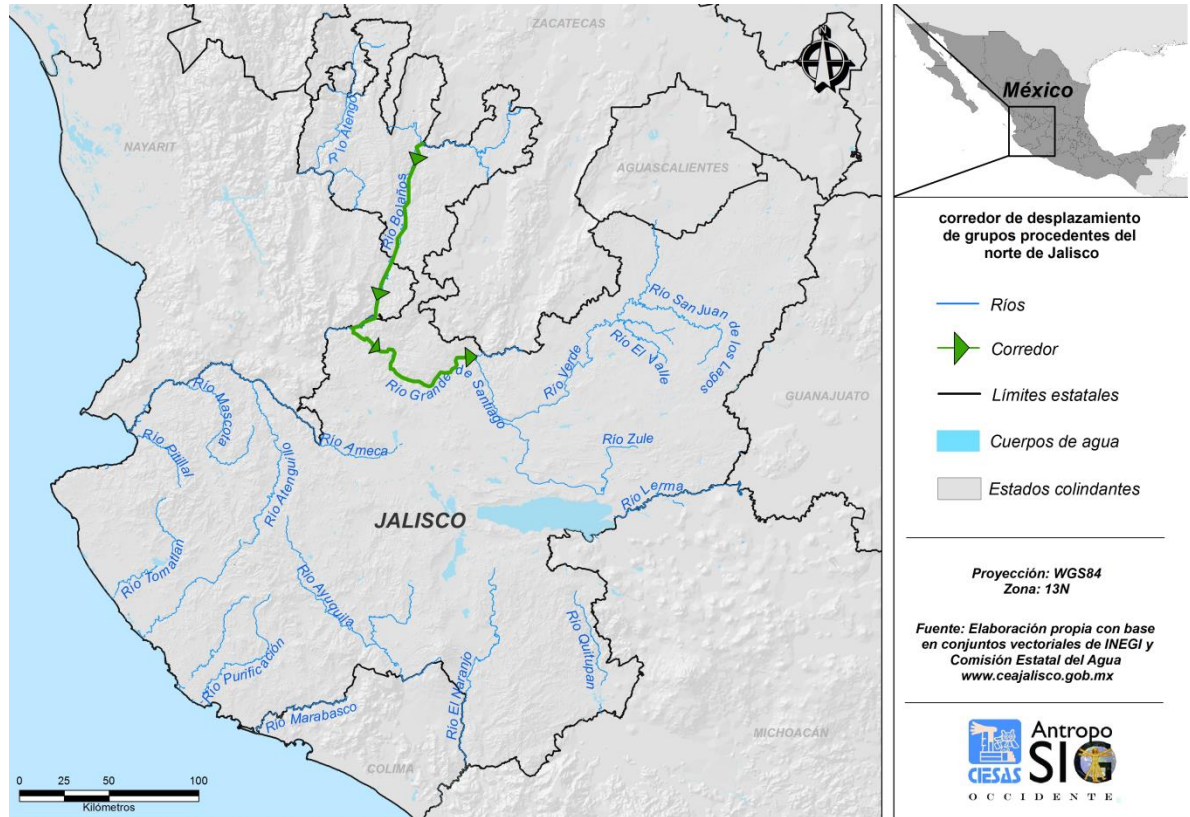 ZACATECAS
N
NAYARIT
Río Atengo
AGUASCALIENTES
Río Bolaños
Río San Juan de los Lagos
Río Verde
Río El Valle
Río Grande de Santiago
GUANAJUATO
Río Mascota
Río Pitillal
Río Ameca
Río Zule
Río Atenguillo
Río Lerma
JALISCO
Río Tomatlán
Río Ayuquila
Río Quitupan
Río Purificación
Río El Naranjo
Río Marabasco
MICHOACÁN
COLIMA
0 25 50 100
Kilómetros
México
corredor de desplazamiento
de grupos procedentes del
norte de Jalisco
Ríos
Corredor
Límites estatales
Cuerpos de agua
Estados colindantes
Proyección: WGS84
Zona: 13N
Fuente: Elaboración propia con base
en conjuntos vectoriales de INEGI y
Comisión Estatal del Agua
www.ceajalisco.gob.mx
CIESAS
Antropo
SIG
OCCIDENTE